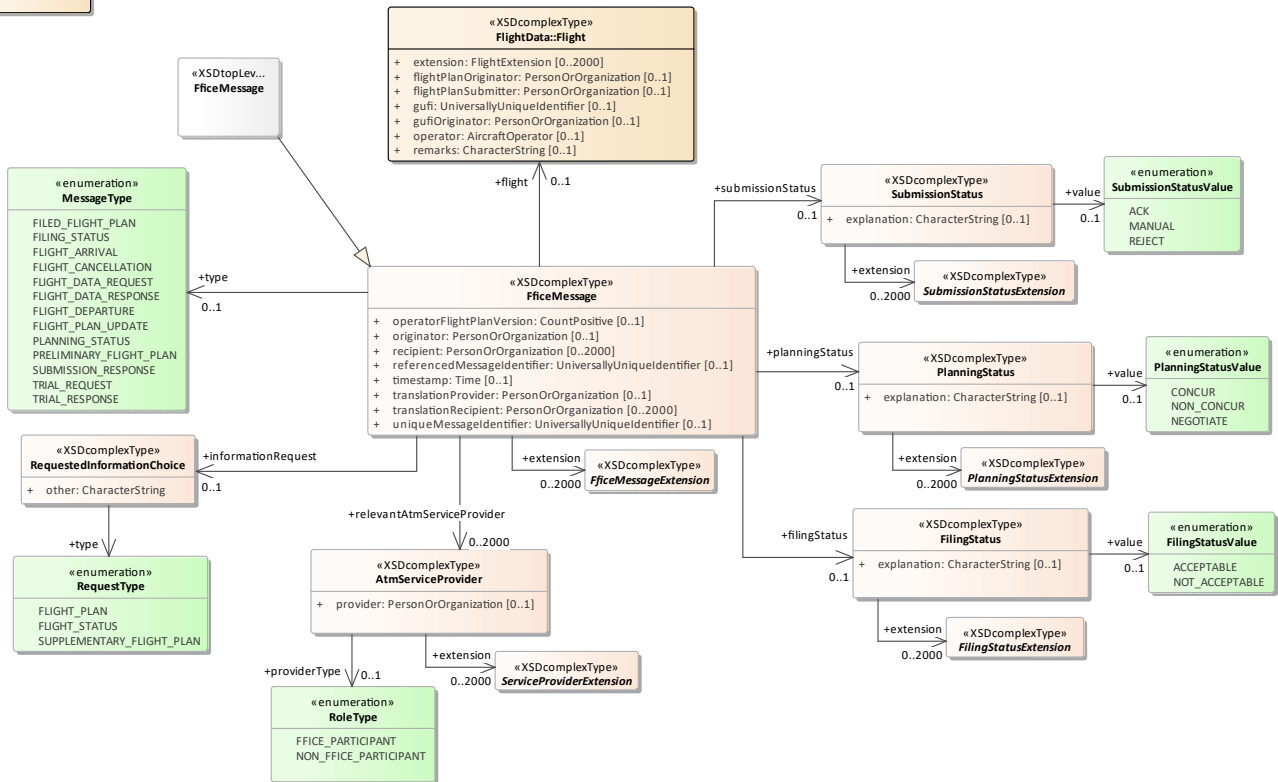 «XSDcomplexType»
FlightData::Flight
+ extension: FlightExtension [0..2000]
+ flightPlanOriginator: PersonOrOrganization [0..1]
+ flightPlanSubmitter: PersonOrOrganization [0..1]
+ gufi: UniversallyUniqueIdentifier [0..1]
+ gufiOriginator: PersonOrOrganization [0..1]
+ operator: AircraftOperator [0..1]
+ remarks: CharacterString [0..1]
«XSDtopLev...
FficeMessage
+flight
0..1
«enumeration»
MessageType
FILED_FLIGHT_PLAN
FILING_STATUS
FLIGHT_ARRIVAL
FLIGHT_CANCELLATION
FLIGHT_DATA_REQUEST
FLIGHT_DATA_RESPONSE
FLIGHT_DEPARTURE
FLIGHT_PLAN_UPDATE
PLANNING_STATUS
PRELIMINARY_FLIGHT_PLAN
SUBMISSION_RESPONSE
TRIAL_REQUEST
TRIAL_RESPONSE
+type
0..1
«XSDcomplexType»
FficeMessage
+ operatorFlightPlanVersion: CountPositive [0..1]
+ originator: PersonOrOrganization [0..1]
+ recipient: PersonOrOrganization [0..2000]
+ referencedMessageIdentifier: UniversallyUniqueIdentifier [0..1]
+ timestamp: Time [0..1]
+ translationProvider: PersonOrOrganization [0..1]
+ translationRecipient: PersonOrOrganization [0..2000]
+ uniqueMessageIdentifier: UniversallyUniqueIdentifier [0..1]
+submissionStatus
0..1
«XSDcomplexType»
SubmissionStatus
+ explanation: CharacterString [0..1]
+value
0..1
«enumeration»
SubmissionStatusValue
ACK
MANUAL
REJECT
+extension
0..2000
«XSDcomplexType»
SubmissionStatusExtension
+planningStatus
0..1
«XSDcomplexType»
PlanningStatus
+ explanation: CharacterString [0..1]
+value
0..1
«enumeration»
PlanningStatusValue
CONCUR
NON_CONCUR
NEGOTIATE
+extension
0..2000
«XSDcomplexType»
PlanningStatusExtension
+filingStatus
0..1
«XSDcomplexType»
FilingStatus
+ explanation: CharacterString [0..1]
+value
0..1
«enumeration»
FilingStatusValue
ACCEPTABLE
NOT_ACCEPTABLE
+extension
0..2000
«XSDcomplexType»
FilingStatusExtension
«XSDcomplexType»
RequestedInformationChoice
+ other: CharacterString
+informationRequest
0..1
+type
«enumeration»
RequestType
FLIGHT_PLAN
FLIGHT_STATUS
SUPPLEMENTARY_FLIGHT_PLAN
+extension
0..2000
«XSDcomplexType»
FficeMessageExtension
+relevantAtmServiceProvider
0..2000
«XSDcomplexType»
AtmServiceProvider
+ provider: PersonOrOrganization [0..1]
+extension
0..2000
«XSDcomplexType»
ServiceProviderExtension
+providerType
0..1
«enumeration»
RoleType
FFICE_PARTICIPANT
NON_FFICE_PARTICIPANT